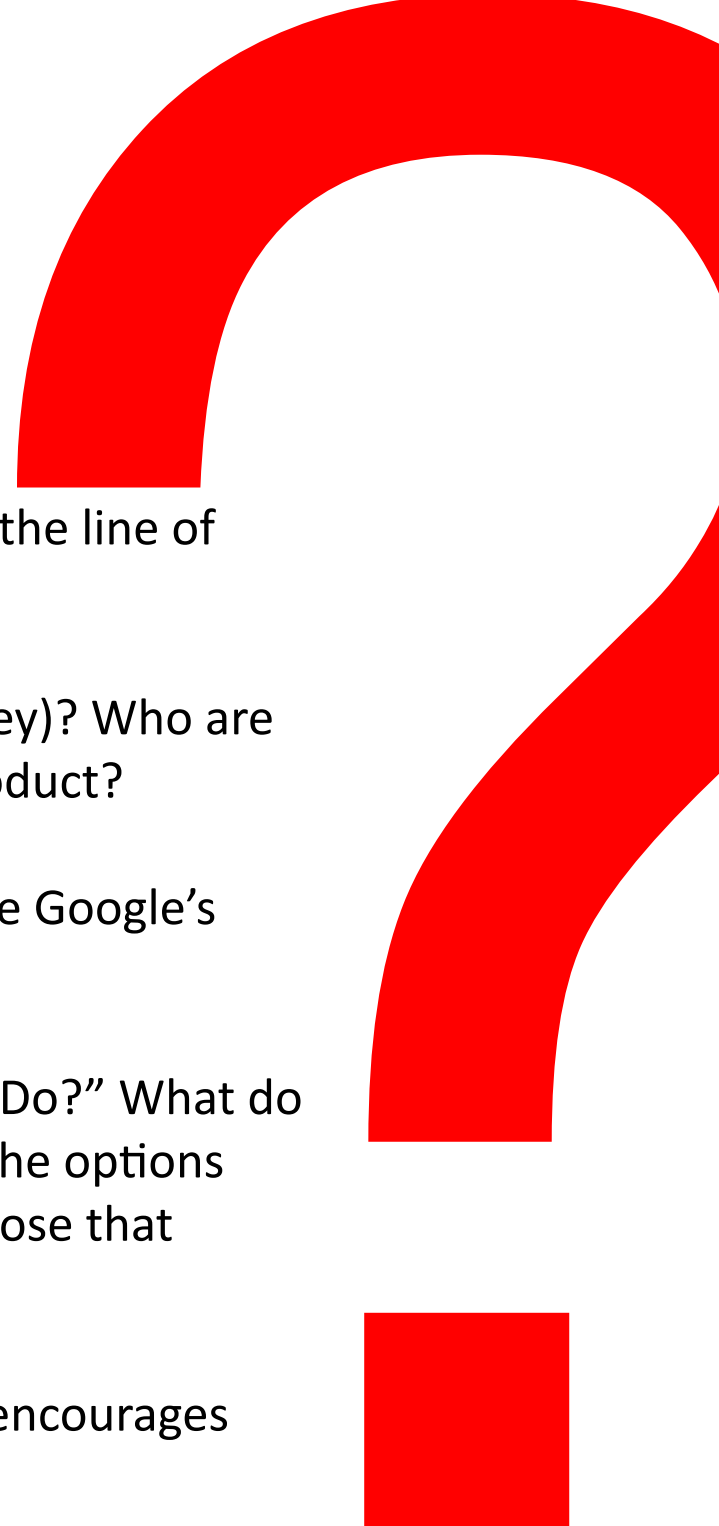 the line of
ey)? Who are
oduct?
e Google’s
Do?” What do
he options
ose that
encourages
?